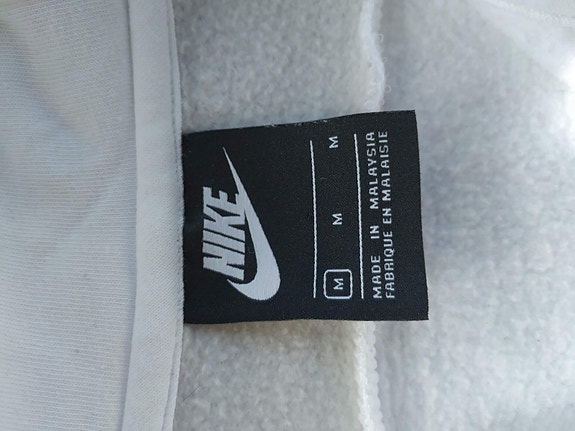 NIKE
M M M
MADE IN MALAYSIA
FABRIQUE EN MALAISIE